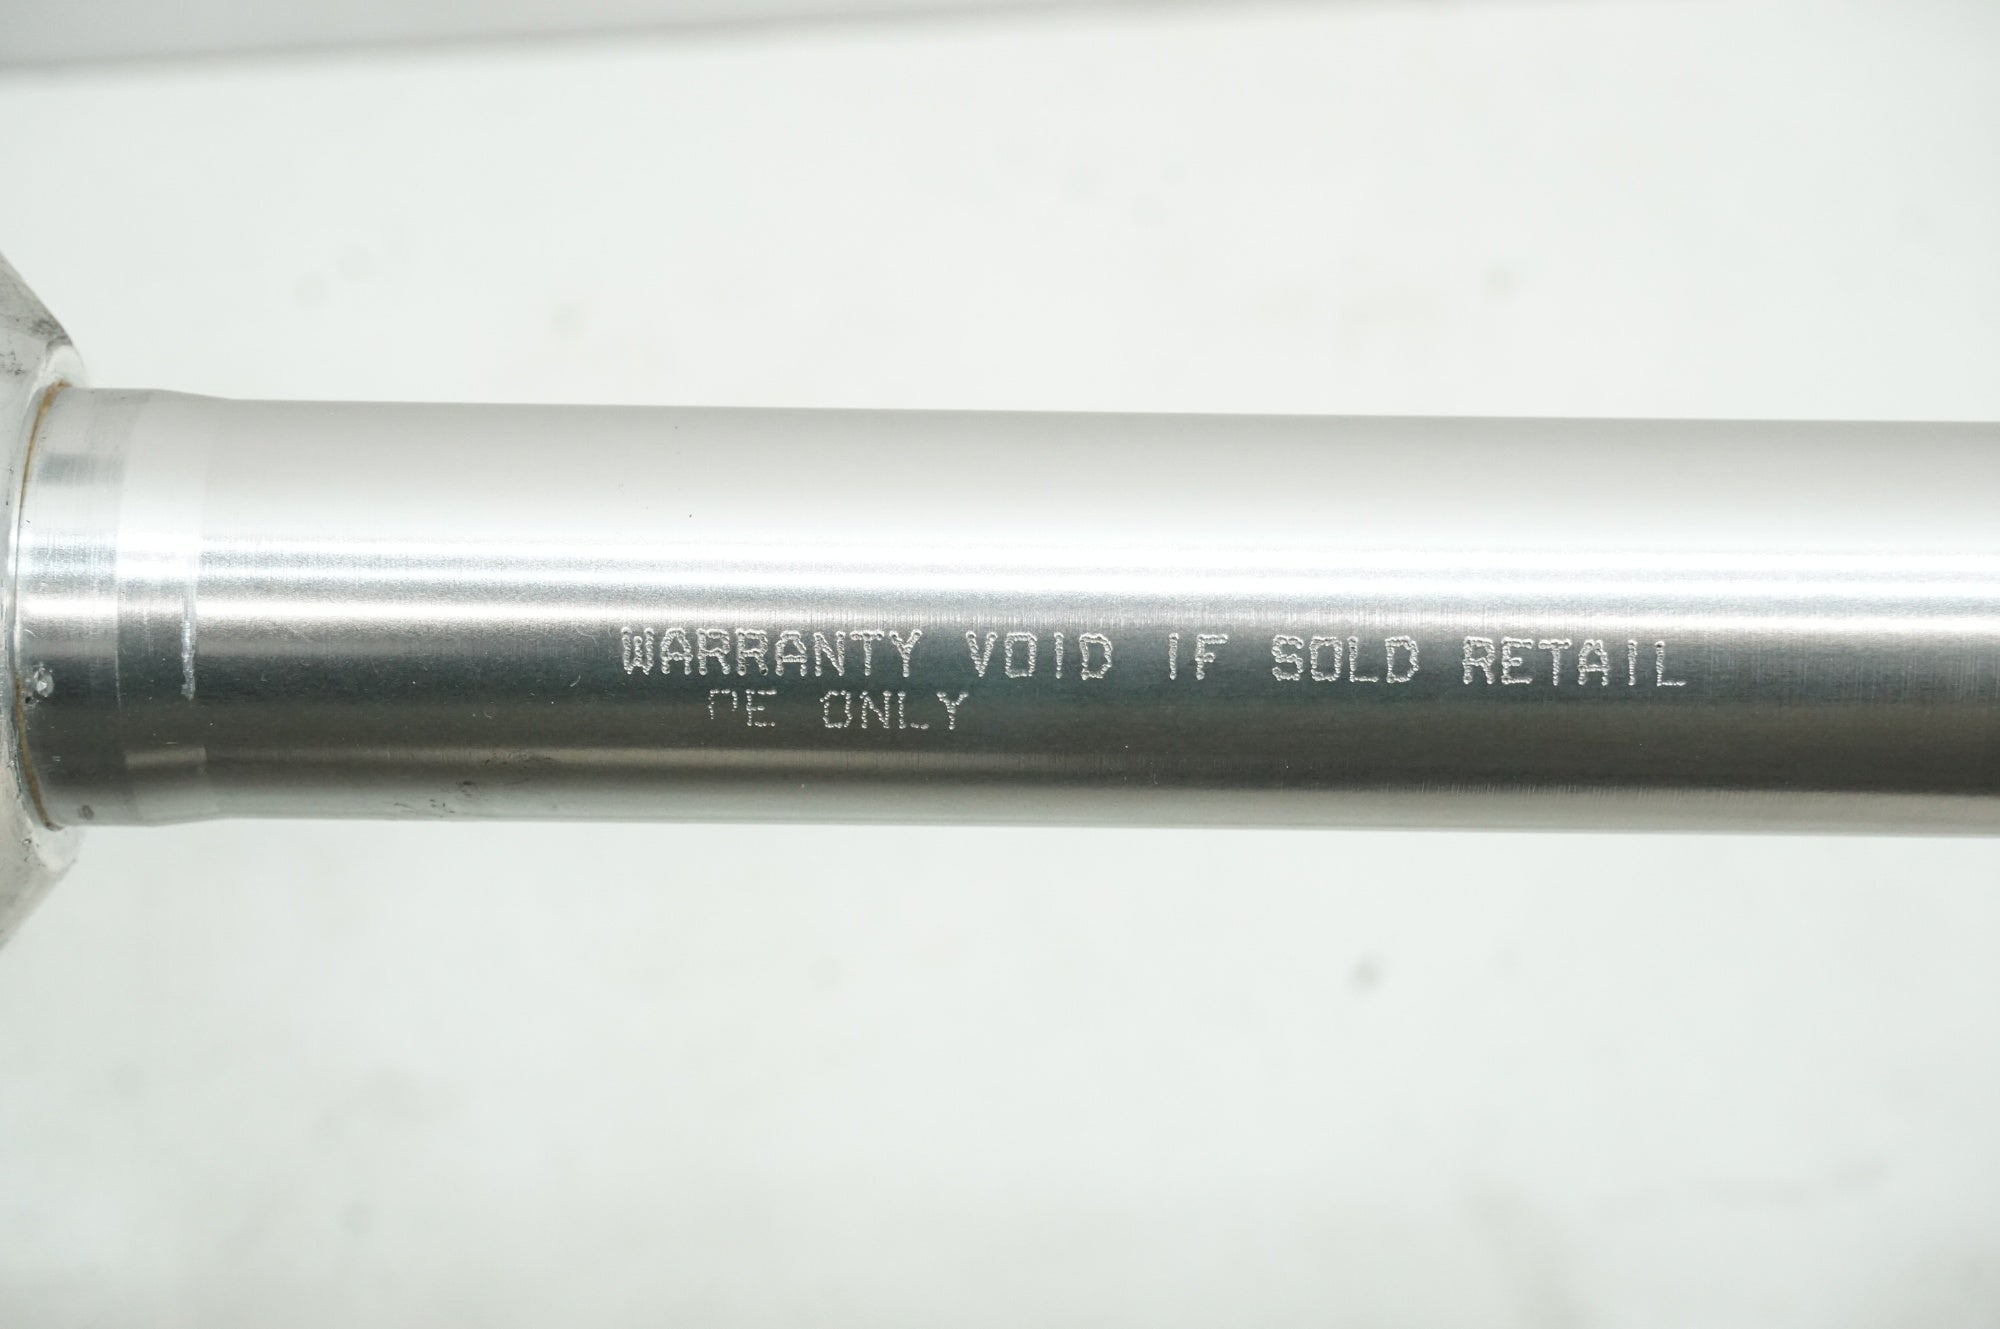 WARRANTY VOID IF SOLD RETAIL
ONLY